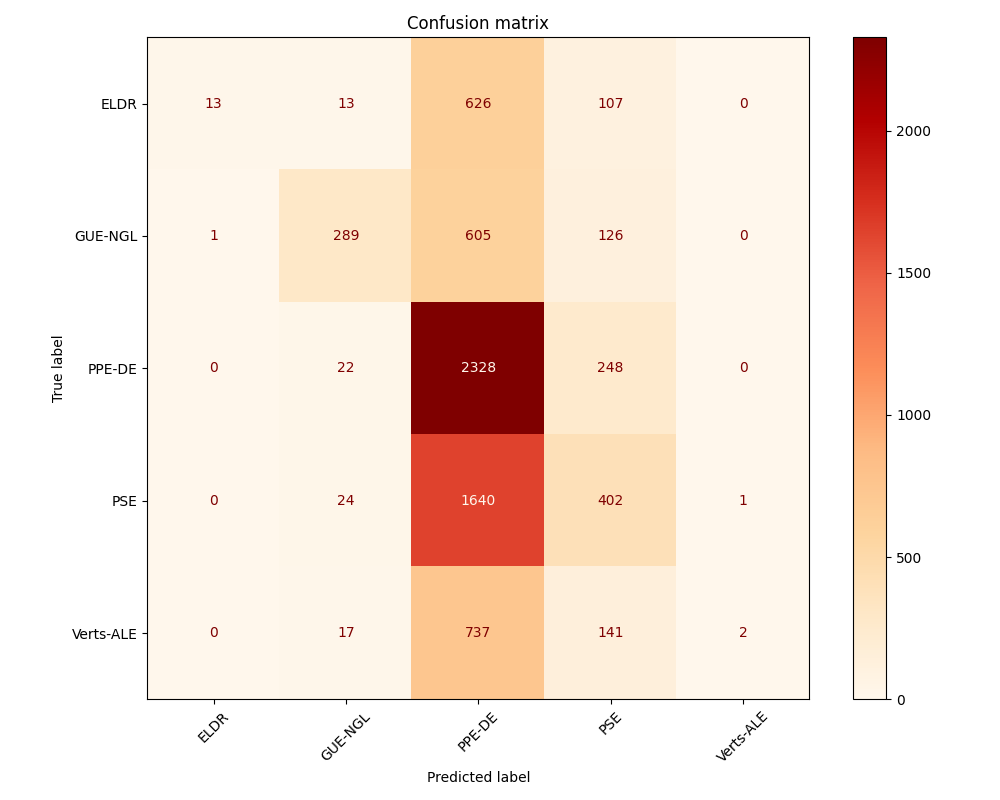 Confusion matrix
ELDR 13 13 626 107 0
GUE-NGL 1 289 605 126 0
PPE-DE 0 22 2328 248 0
PSE 0 24 1640 402 1
Verts-ALE 0 17 737 141 2
True label
ELDR GUE-NGL PPE-DE PSE Verts-ALE
Predicted label
2000
1500
1000
500
0